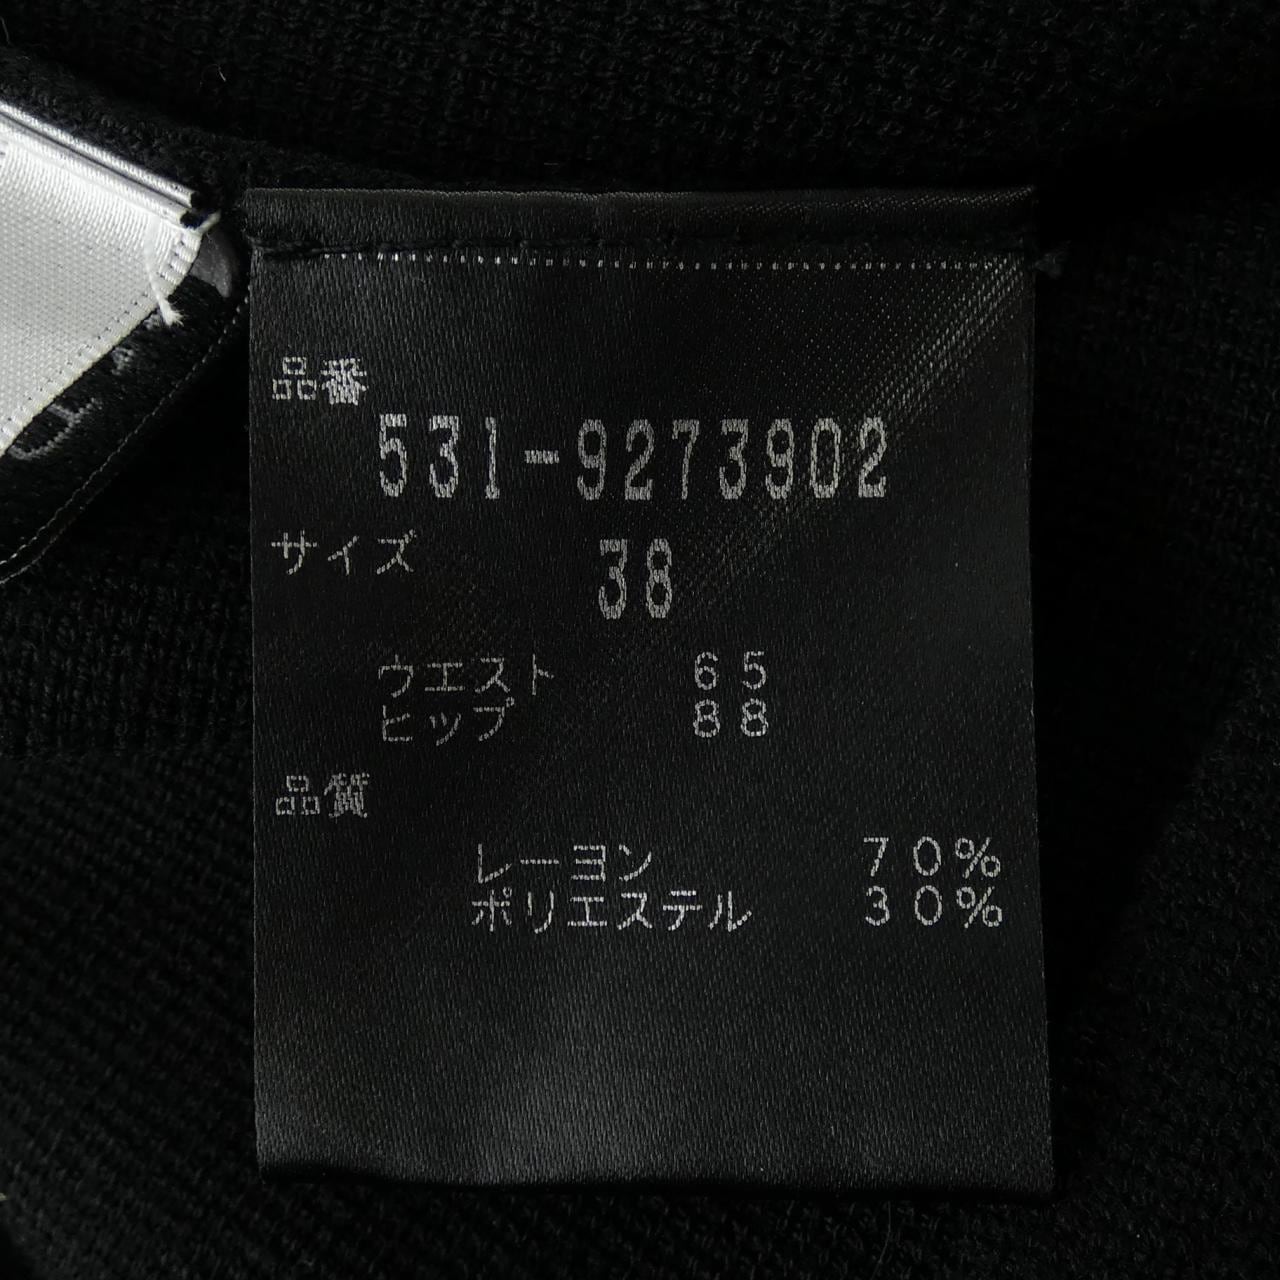 品番
531-9273902
サイズ 38
ウエスト 65
ヒップ 88
品質
レーヨン 70%
ポリエステル 30%